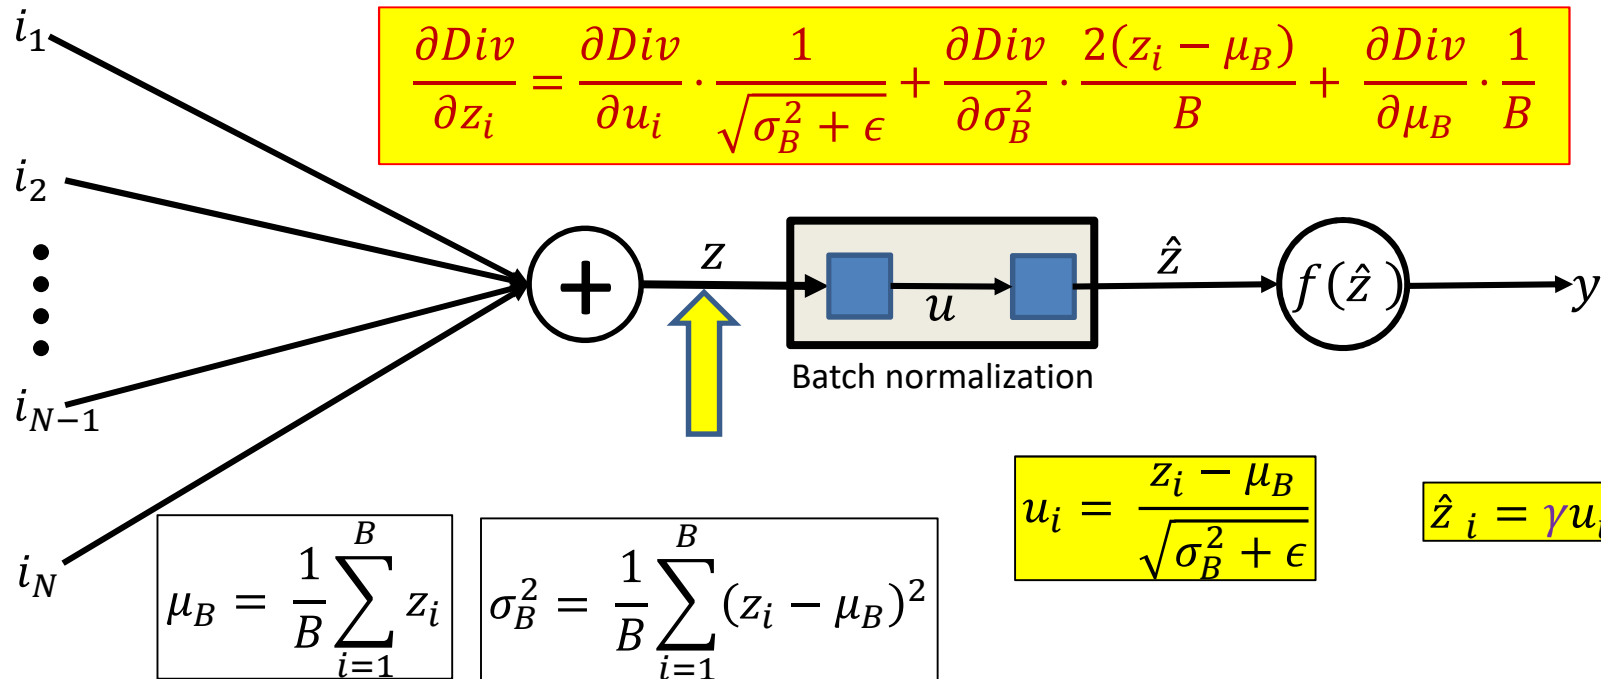 i_1
∂Div/∂z_i = ∂Div/∂u_i · 1/√(σ_B^2 + ϵ) + ∂Div/∂σ_B^2 · 2(z_i − μ_B)/B + ∂Div/∂μ_B · 1/B
i_2
+
z
u
ẑ
f(ẑ)
y
Batch normalization
i_{N−1}
i_N
μ_B = 1/B ∑_{i=1}^{B} z_i
σ_B^2 = 1/B ∑_{i=1}^{B} (z_i − μ_B)^2
u_i = (z_i − μ_B)/√(σ_B^2 + ϵ)
ẑ_i = γu_i